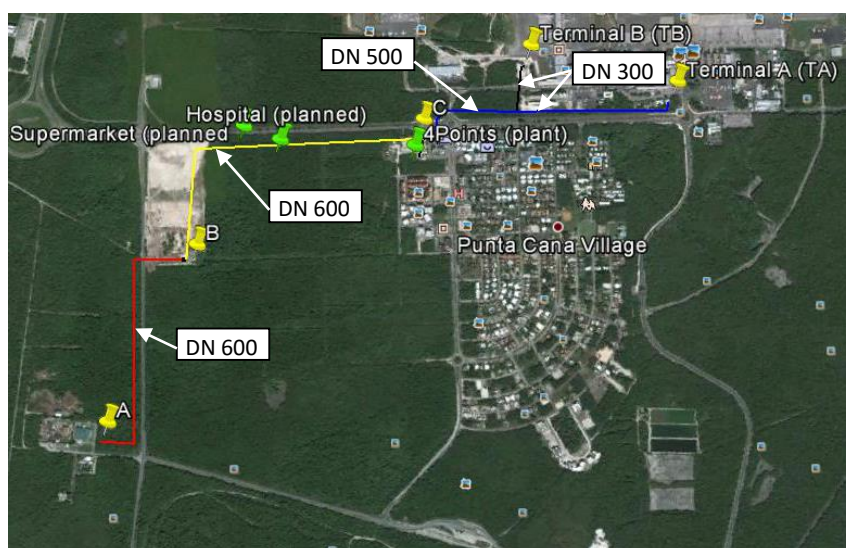 Terminal B (TB)
DN 500
DN 300
Terminal A (TA)
C
Hospital (planned)
Supermarket (planned
4Points (plant)
DN 600
H
B
Punta Cana Village
DN 600
A